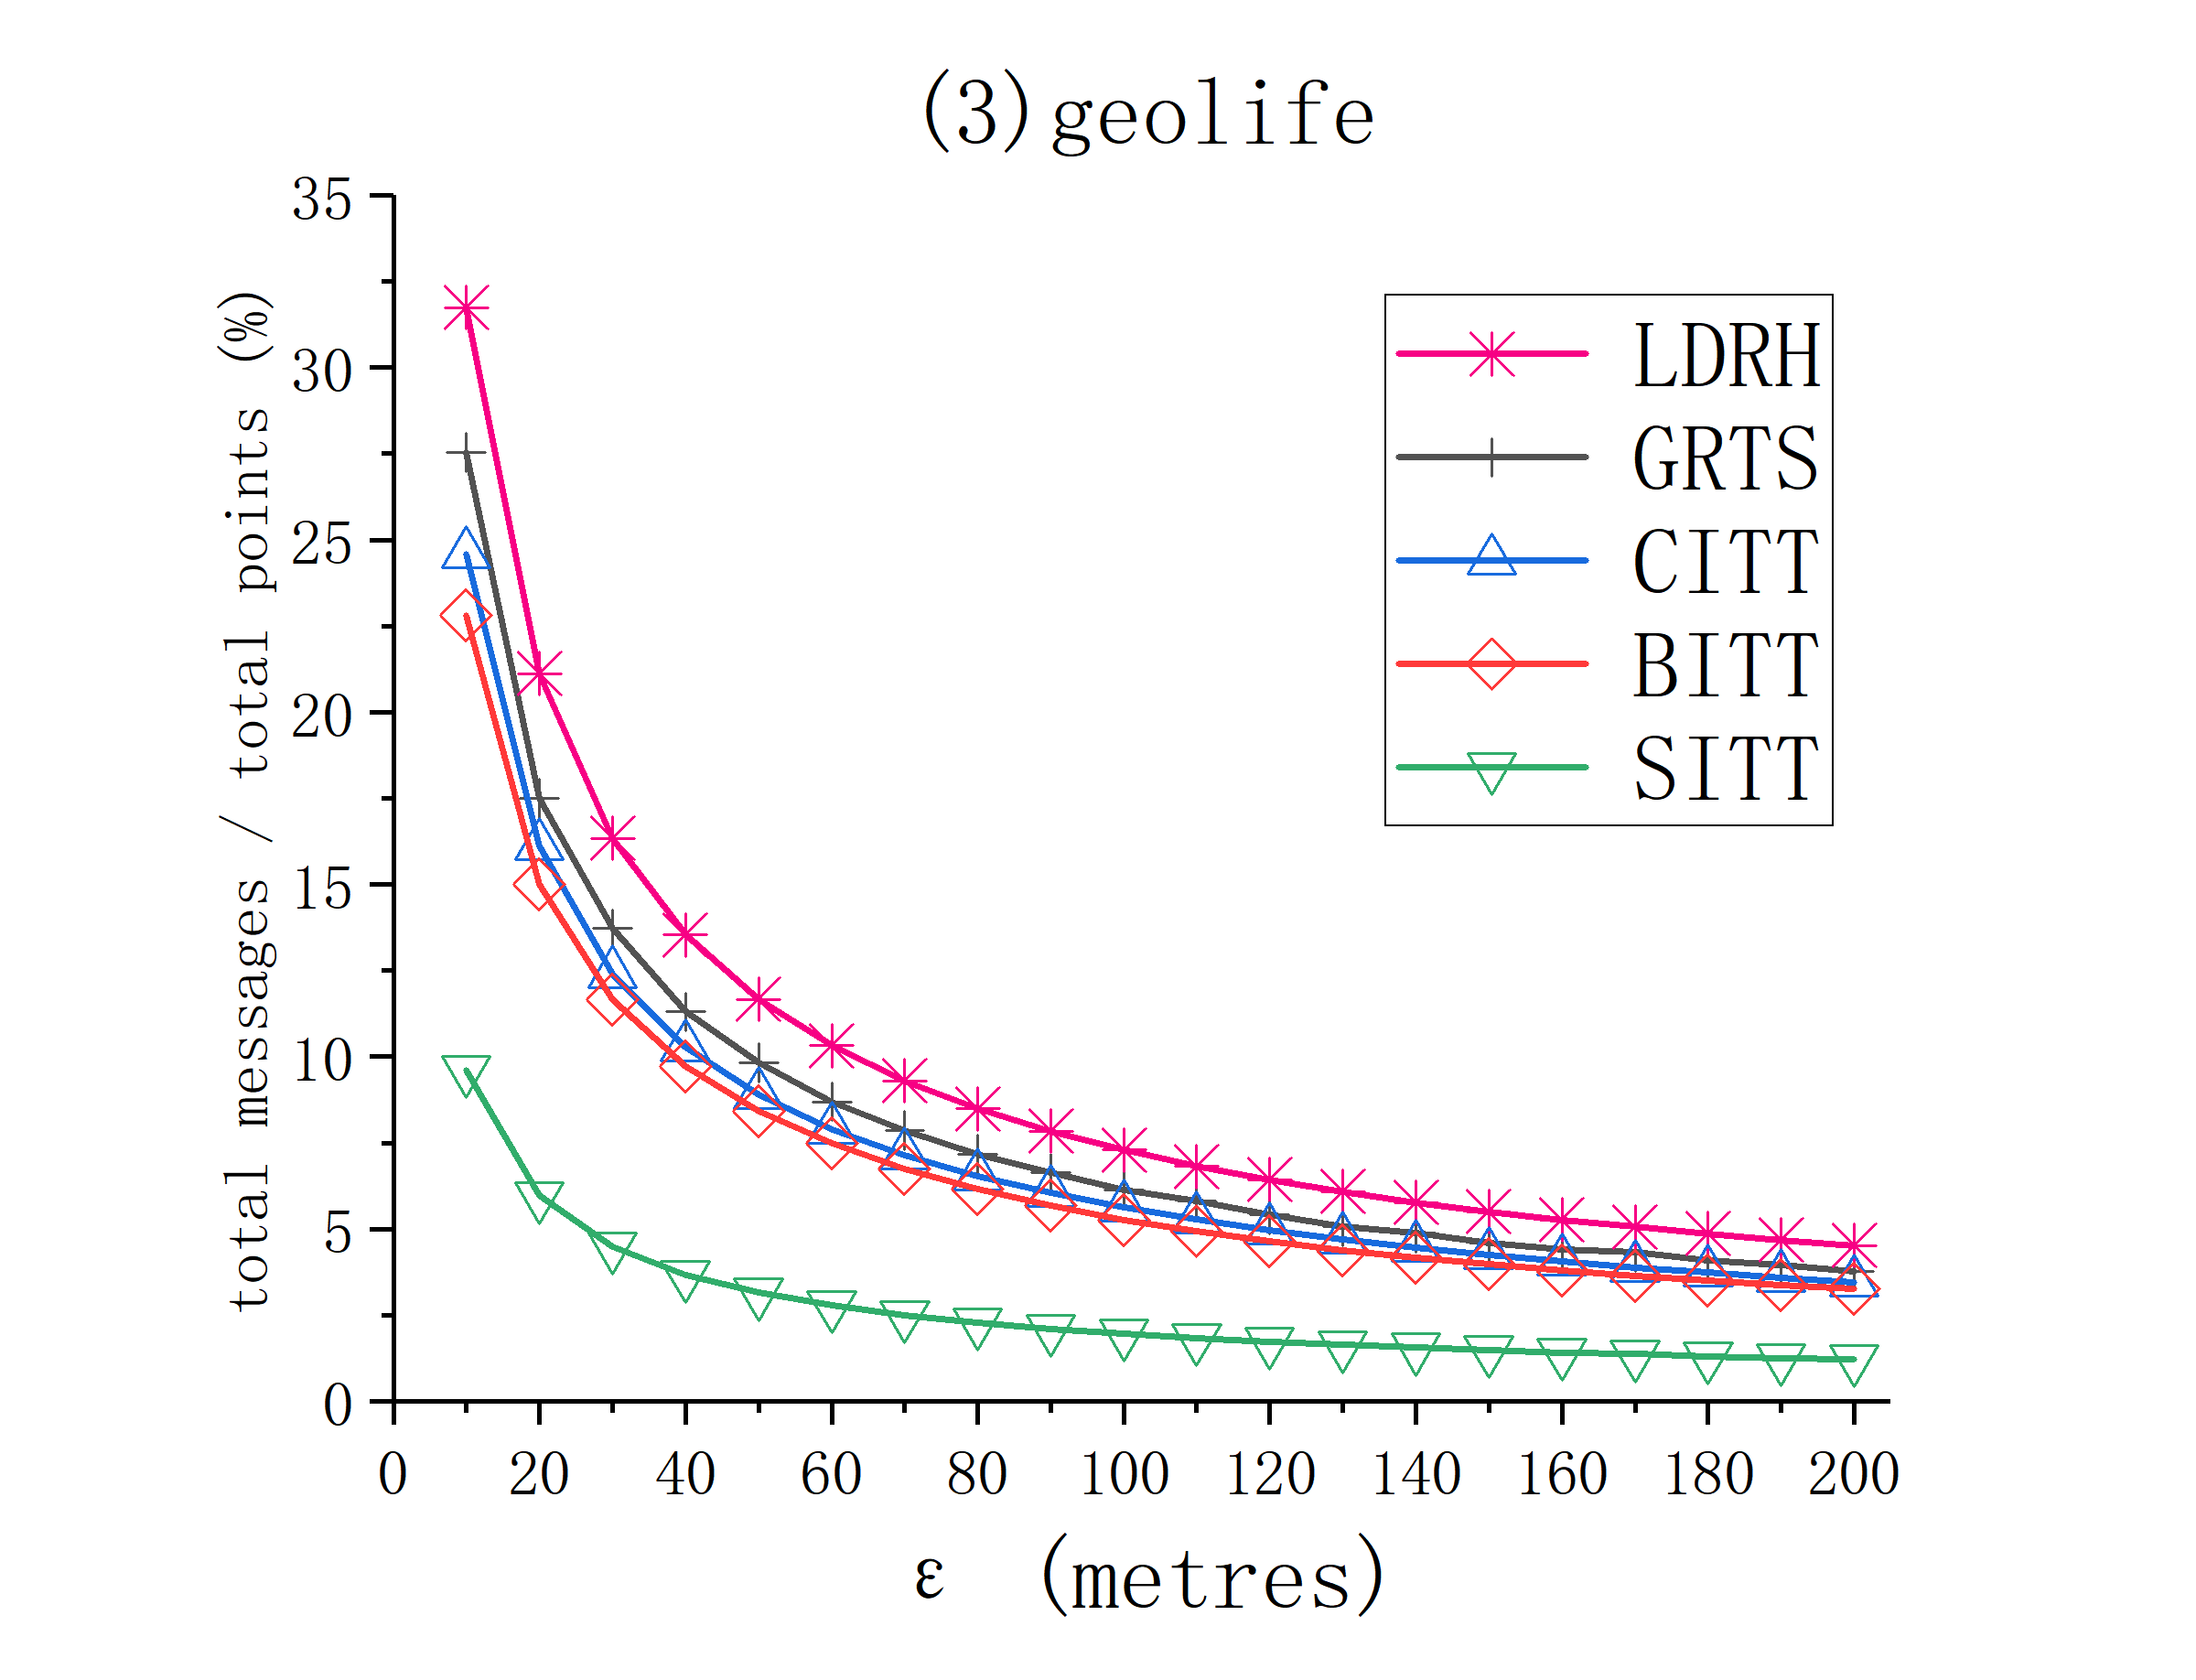 (3)geolife
total messages / total points (%)
35
30
25
20
15
10
5
0
LDRH
GRTS
CITT
BITT
SITT
0 20 40 60 80 100 120 140 160 180 200
ε (metres)